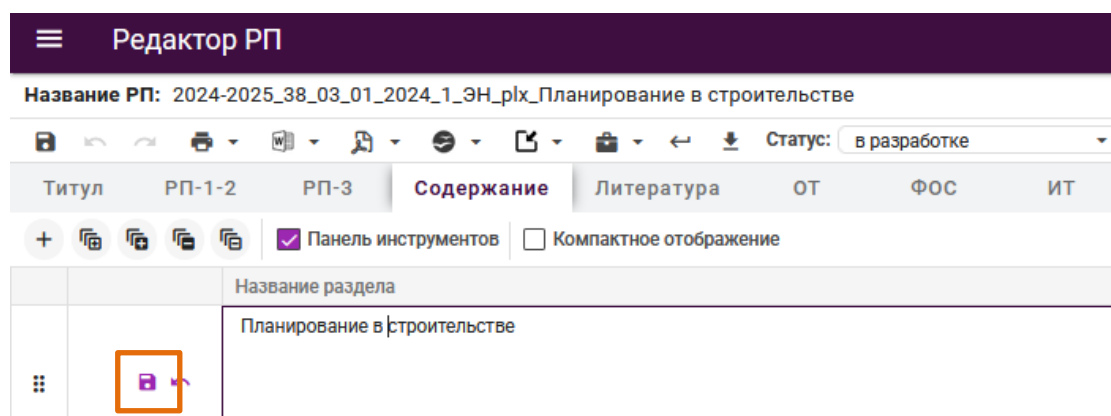 Редактор РП
Название РП: 2024-2025_38_03_01_2024_1_ЭН_plx_Планирование в строительстве
Статус: в разработке
Титул РП-1-2 РП-3 Содержание Литература ОТ ФОС ИТ
Панель инструментов Компактное отображение
Название раздела
Планирование в строительстве